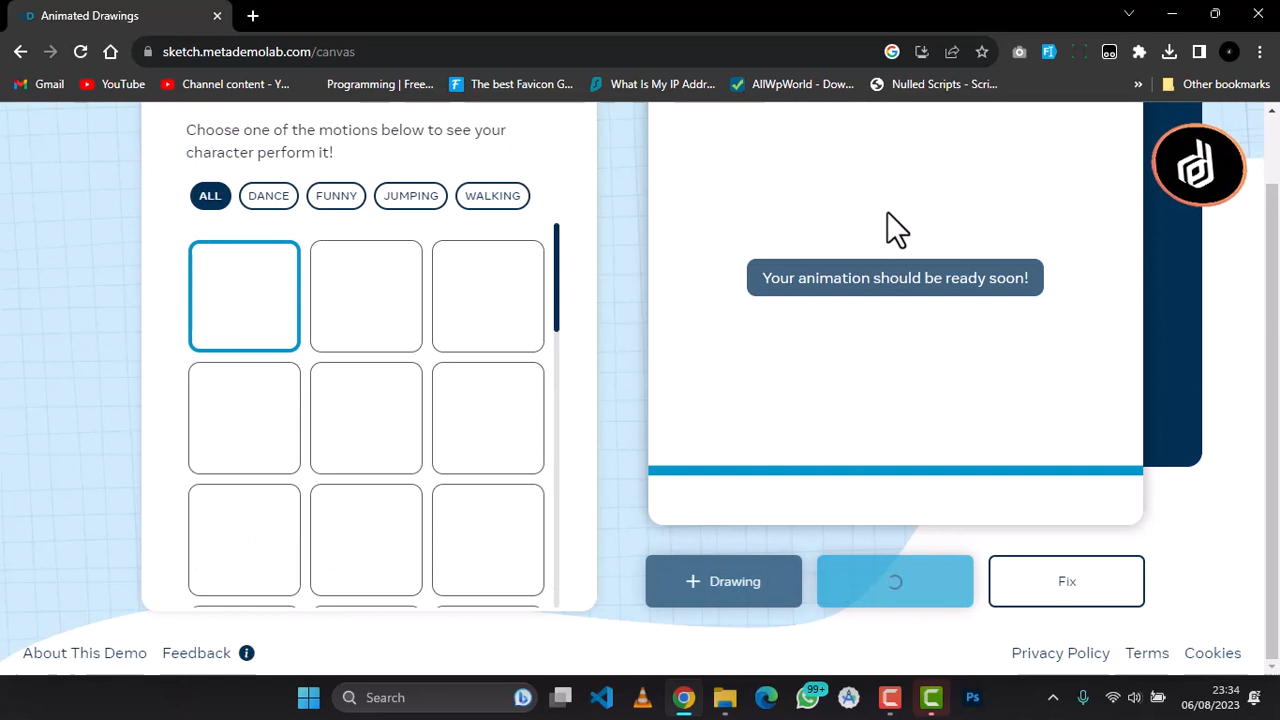 Animated Drawings
sketch.metademolab.com/canvas
Gmail
YouTube
Channel content - Y...
Programming | Free...
The best Favicon G...
What Is My IP Addr...
AllWpWorld - Dow...
Nulled Scripts - Scri...
»
Other bookmarks
Choose one of the motions below to see your
character perform it!
ALL
DANCE
FUNNY
JUMPING
WALKING
Your animation should be ready soon!
+ Drawing
Fix
About This Demo
Feedback
Privacy Policy
Terms
Cookies
Search
99+
Ps
23:34
06/08/2023